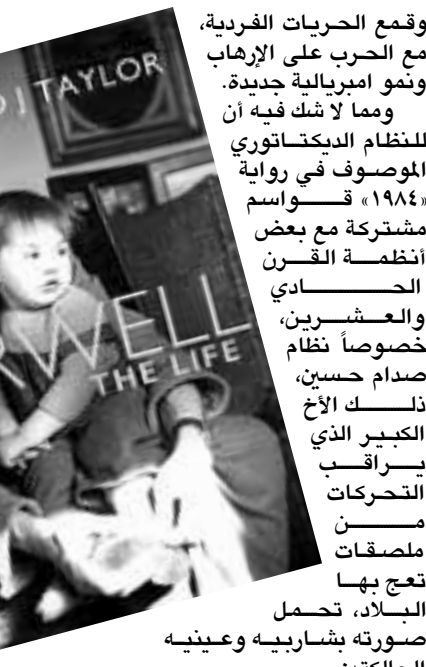 وقمع الحريات الفردية،
مع الحرب على الإرهاب
ونمو امبريالية جديدة.
ومما لا شك فيه أن
للنظام الديكتاتوري
الموصوف في رواية
«١٩٨٤» قواسم
مشتركة مع بعض
أنظمة القرن
الحادي
والعشرين،
خصوصاً نظام
صدام حسين،
ذلك الأخ
الكبير الذي
يراقب
التحركات
من
ملصقات
تعج بها
البلاد، تحمل
صورته بشاربيه وعينيه
D J TAYLOR
RWELL
THE LIFE